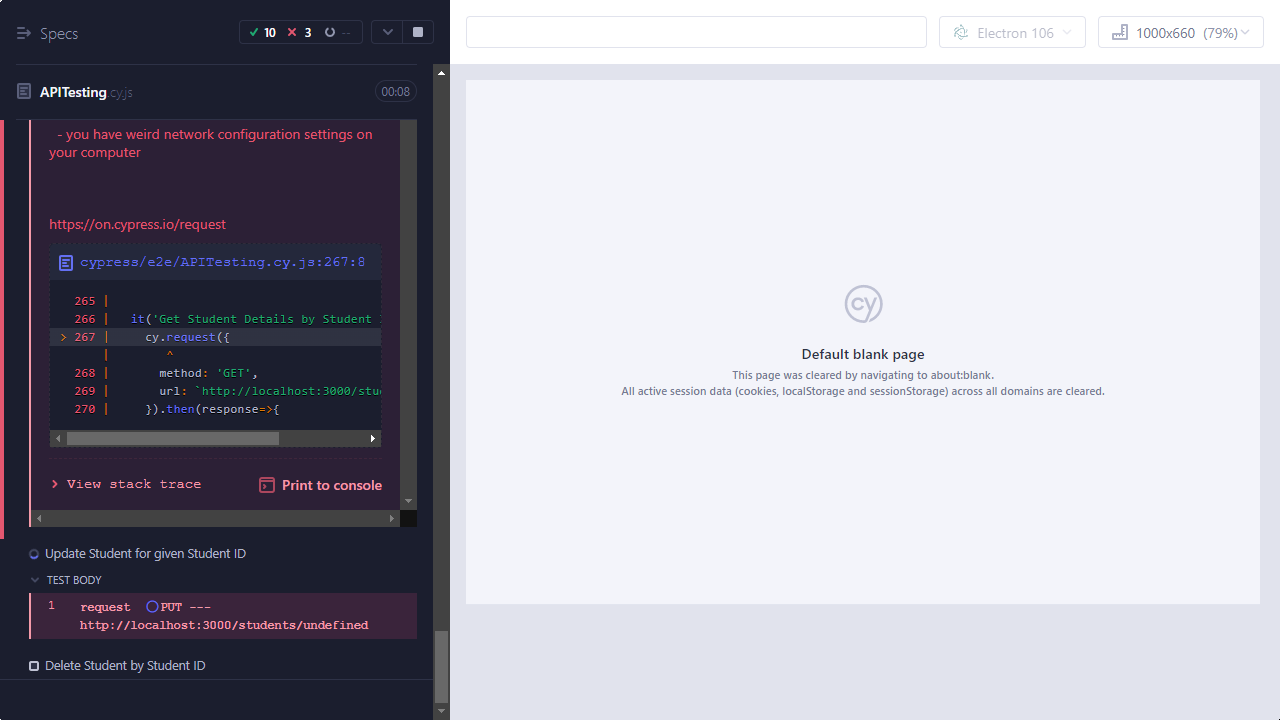 Specs
10
3
--
Electron 106
1000x660 (79%)
APITesting.cy.js
00:08
- you have weird network configuration settings on
your computer
https://on.cypress.io/request
cypress/e2e/APITesting.cy.js:267:8
265 |
266 | it('Get Student Details by Student
> 267 | cy.request({
| ^
268 | method: 'GET',
269 | url: `http://localhost:3000/stu
270 | }).then(response=>{
> View stack trace
Print to console
Update Student for given Student ID
TEST BODY
1 request PUT ---
http://localhost:3000/students/undefined
Delete Student by Student ID
cy
Default blank page
This page was cleared by navigating to about:blank.
All active session data (cookies, localStorage and sessionStorage) across all domains are cleared.